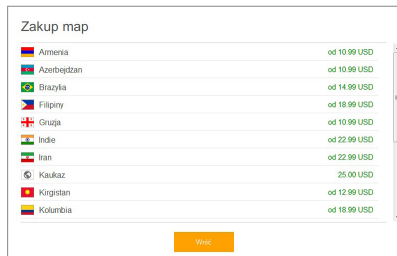 Zakup map
Armenia od 10.99 USD
Azerbejdżan od 10.99 USD
Brazylia od 14.99 USD
Filipiny od 18.99 USD
Gruzja od 10.99 USD
Indie od 22.99 USD
Iran od 22.99 USD
Kaukaz 25.00 USD
Kirgistan od 12.99 USD
Kolumbia od 18.99 USD
Wróć